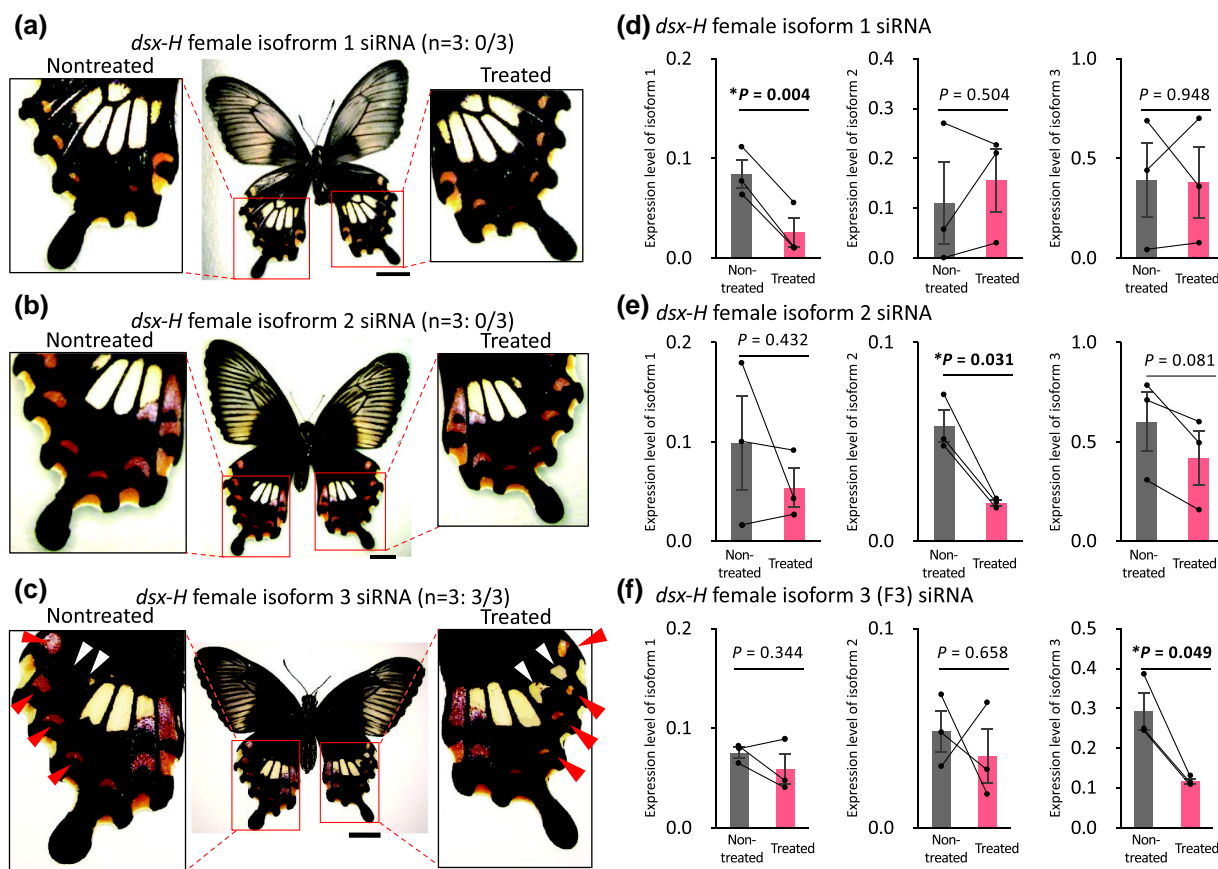 (a)
dsx-H female isofrorm 1 siRNA (n=3: 0/3)
Nontreated
Treated
(b)
dsx-H female isofrorm 2 siRNA (n=3: 0/3)
Nontreated
Treated
(c)
dsx-H female isoform 3 siRNA (n=3: 3/3)
Nontreated
Treated
(d) dsx-H female isoform 1 siRNA
Expression level of isoform 1
0.2
0.1
0.0
*P = 0.004
Non-
treated
Treated
Expression level of isoform 2
0.4
0.3
0.2
0.1
0.0
P = 0.504
Non-
treated
Treated
Expression level of isoform 3
1.0
0.5
0.0
P = 0.948
Non-
treated
Treated
(e) dsx-H female isoform 2 siRNA
Expression level of isoform 1
0.2
0.1
0.0
P = 0.432
Non-
treated
Treated
Expression level of isoform 2
0.1
0.0
*P = 0.031
Non-
treated
Treated
Expression level of isoform 3
1.0
0.5
0.0
P = 0.081
Non-
treated
Treated
(f) dsx-H female isoform 3 (F3) siRNA
Expression level of isoform 1
0.2
0.1
0.0
P = 0.344
Non-
treated
Treated
Expression level of isoform 2
0.1
0.0
P = 0.658
Non-
treated
Treated
Expression level of isoform 3
0.5
0.4
0.3
0.2
0.1
0.0
*P = 0.049
Non-
treated
Treated